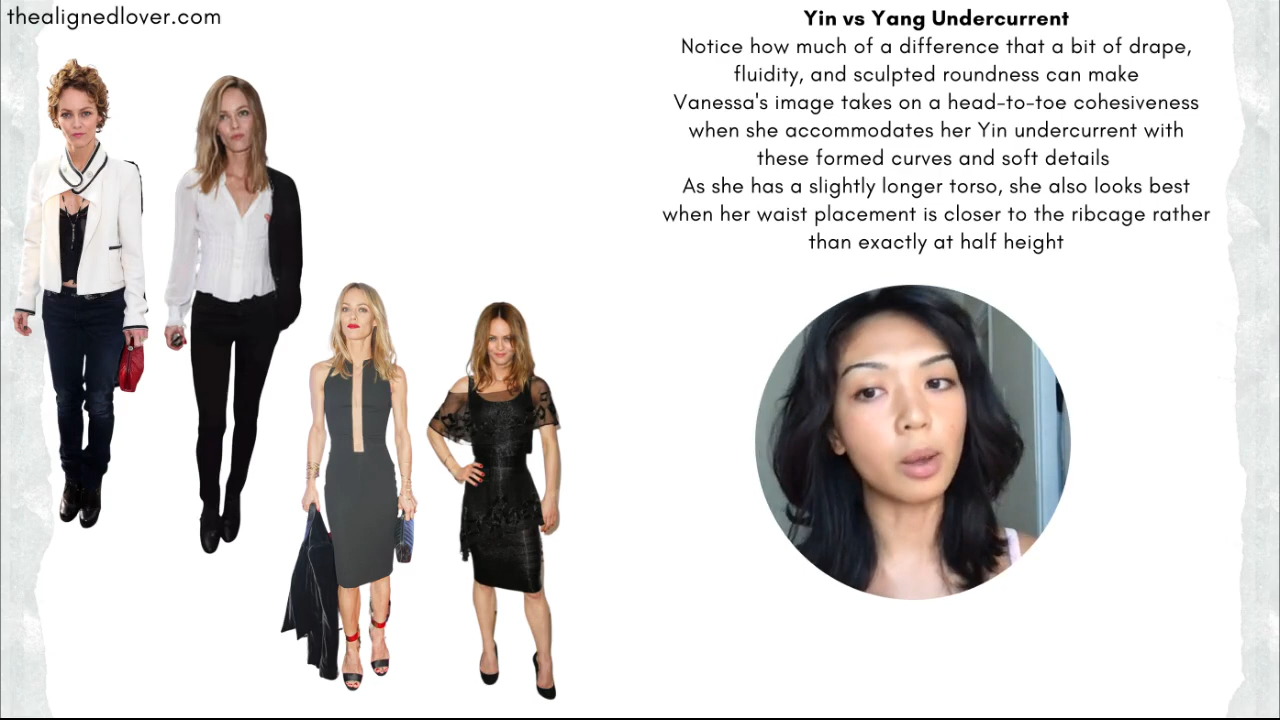 thealignedlover.com
Yin vs Yang Undercurrent
Notice how much of a difference that a bit of drape,
fluidity, and sculpted roundness can make
Vanessa's image takes on a head-to-toe cohesiveness
when she accommodates her Yin undercurrent with
these formed curves and soft details
As she has a slightly longer torso, she also looks best
when her waist placement is closer to the ribcage rather
than exactly at half height